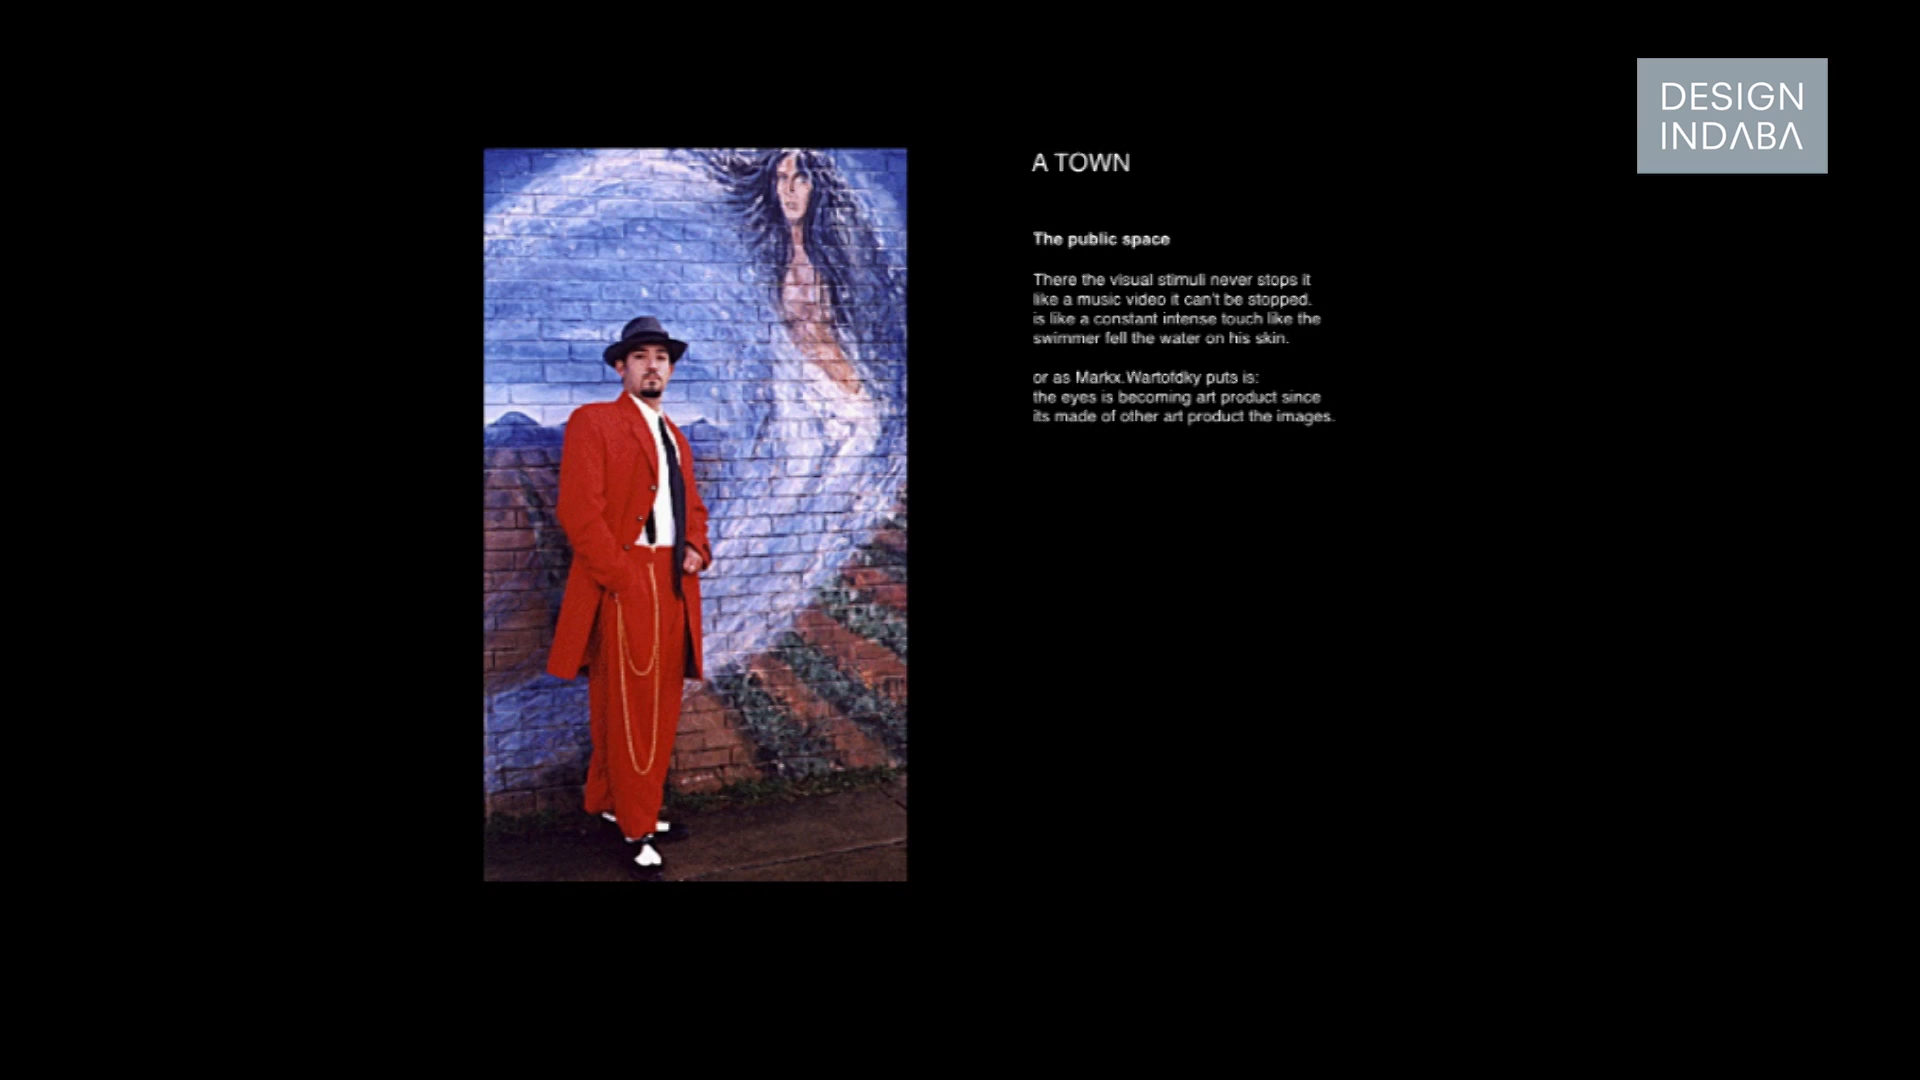 DESIGN
INDABA
A TOWN
The public space
There the visual stimuli never stops it
like a music video it can't be stopped.
is like a constant intense touch like the
swimmer fell the water on his skin.
or as Markx.Wartofdky puts is:
the eyes is becoming art product since
its made of other art product the images.